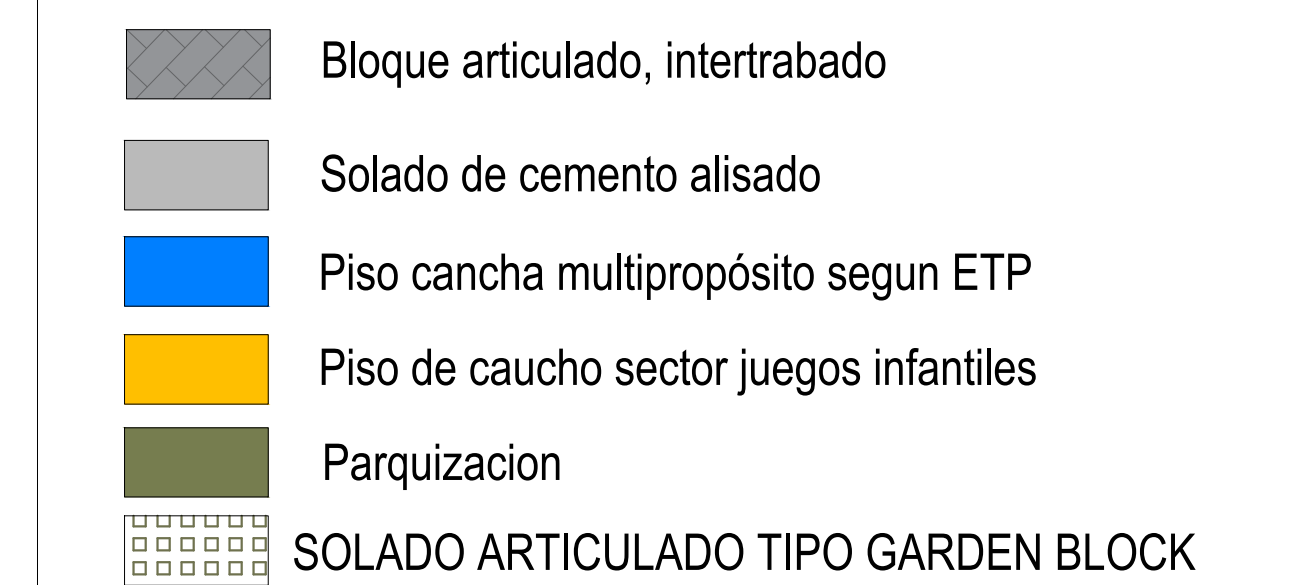 Bloque articulado, intertrabado
Solado de cemento alisado
Piso cancha multipropósito segun ETP
Piso de caucho sector juegos infantiles
Parquizacion
SOLADO ARTICULADO TIPO GARDEN BLOCK